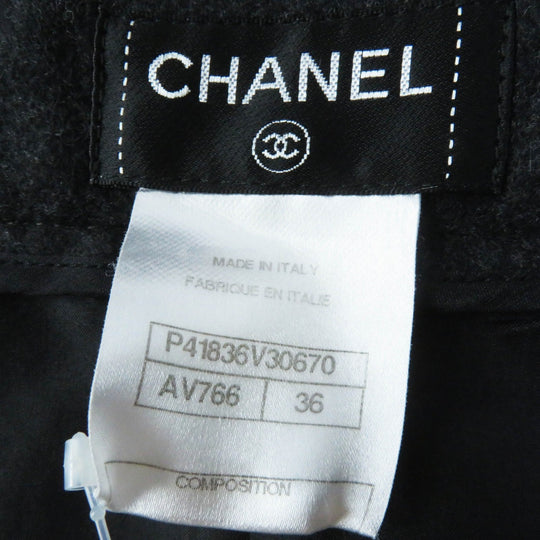 CHANEL
MADE IN ITALY
FABRIQUE EN ITALIE
P41836V30670
AV766 36
COMPOSITION